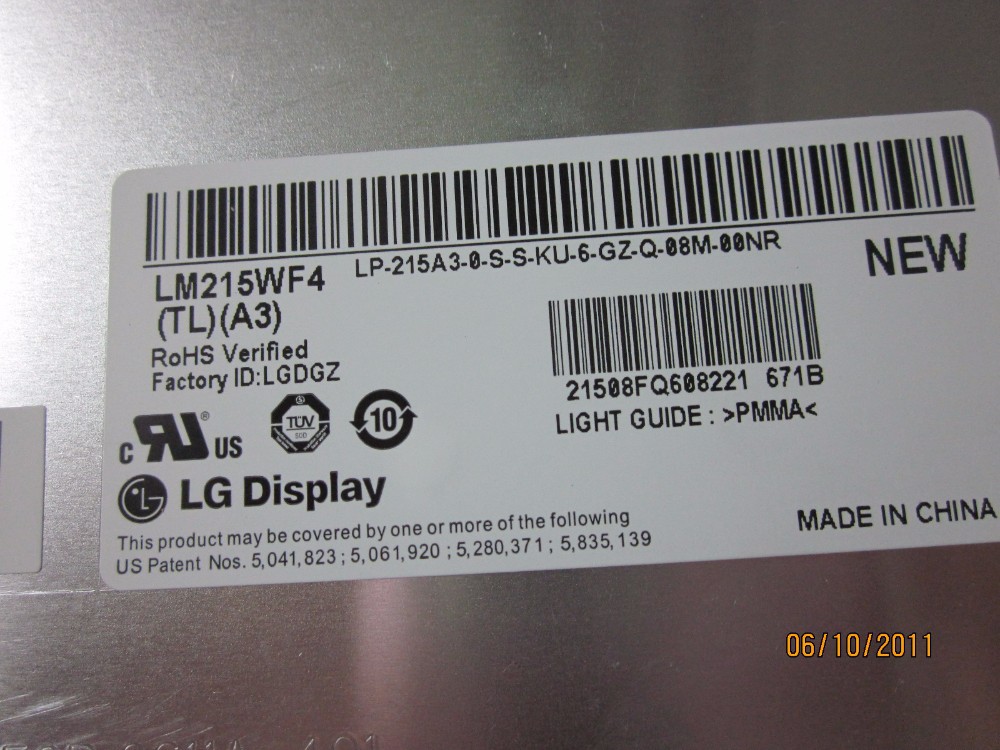 LP-215A3-0-S-S-KU-6-GZ-Q-08M-00NR
NEW
LM215WF4
(TL)(A3)
RoHS Verified
Factory ID:LGDGZ
21508FQ608221 671B
LIGHT GUIDE : >PMMA<
C RU ® US
TÜV
SÜD
10
LG Display
This product may be covered by one or more of the following
US Patent Nos. 5,041,823 ; 5,061,920 ; 5,280,371 ; 5,835,139
MADE IN CHINA
06/10/2011